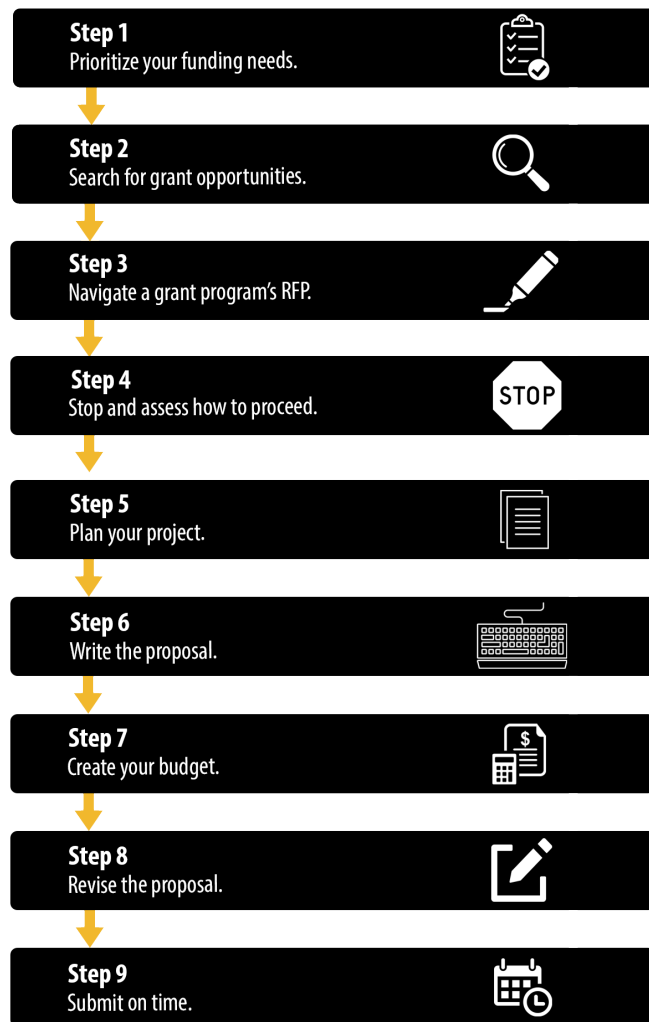 Step 1
Prioritize your funding needs.
Step 2
Search for grant opportunities.
Step 3
Navigate a grant program’s RFP.
Step 4
Stop and assess how to proceed.
STOP
Step 5
Plan your project.
Step 6
Write the proposal.
Step 7
Create your budget.
$
Step 8
Revise the proposal.
Step 9
Submit on time.